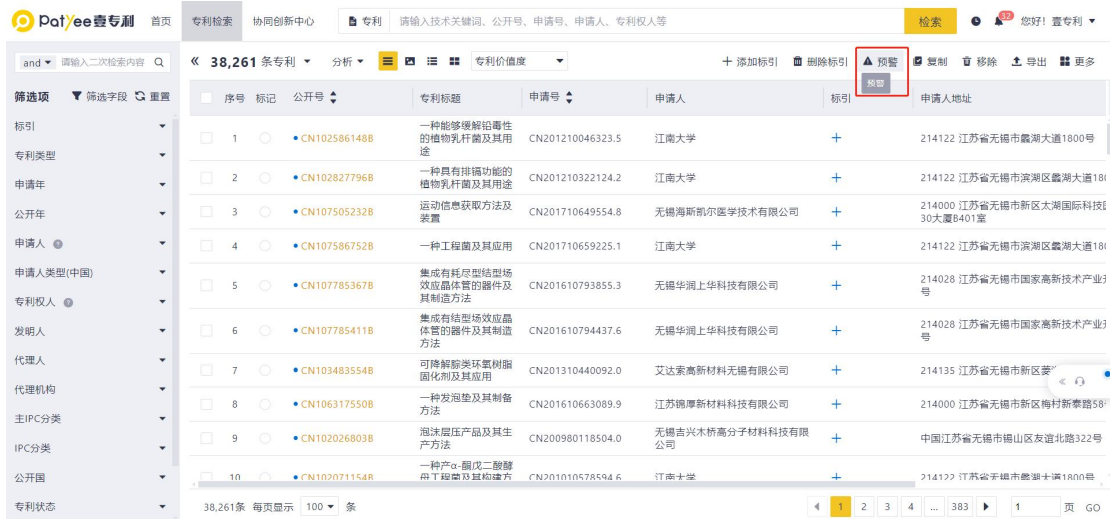 Patyee壹专利 首页 专利检索 协同创新中心 专利 请输入技术关键词、公开号、申请号、申请人、专利权人等 检索 32 您好！壹专利
and 请输入二次检索内容 38,261 条专利 分析 专利价值度 添加标引 删除标引 预警 复制 移除 导出 更多
预警
筛选项 筛选字段 重置 序号 标记 公开号 专利标题 申请号 申请人 标引 申请人地址
标引
专利类型
申请年
公开年
申请人
申请人类型(中国)
专利权人
发明人
代理人
代理机构
主IPC分类
IPC分类
公开国
专利状态
1 CN102586148B 一种能够缓解铅毒性 CN201210046323.5 江南大学 214122 江苏省无锡市蠡湖大道1800号
的植物乳杆菌及其用
途
2 CN102827796B 一种具有排镉功能的 CN201210322124.2 江南大学 214122 江苏省无锡市滨湖区蠡湖大道180
植物乳杆菌及其用途
3 CN107505232B 运动信息获取方法及 CN201710649554.8 无锡海斯凯尔医学技术有限公司 214000 江苏省无锡市新区太湖国际科技园
装置 30大厦B401室
4 CN107586752B 一种工程菌及其应用 CN201710659225.1 江南大学 214122 江苏省无锡市滨湖区蠡湖大道180
5 CN107785367B 集成有耗尽型结型场 CN201610793855.3 无锡华润上华科技有限公司 214028 江苏省无锡市国家高新技术产业开
效应晶体管的器件及 号
其制造方法
6 CN107785411B 集成有结型场效应晶 CN201610794437.6 无锡华润上华科技有限公司 214028 江苏省无锡市国家高新技术产业开
体管的器件及其制造 号
方法
7 CN103483554B 可降解腙类环氧树脂 CN201310440092.0 艾达索高新材料无锡有限公司 214135 江苏省无锡市新区菱
固化剂及其应用
8 CN106317550B 一种发泡垫及其制备 CN201610663089.9 江苏锦厚新材料科技有限公司 214000 江苏省无锡市新区梅村新泰路58
方法
9 CN102026803B 泡沫层压产品及其生 CN200980118504.0 无锡吉兴木桥高分子材料科技有限 中国江苏省无锡市锡山区友谊北路322号
产方法 公司
10 CN102071154B 一种产α-酮戊二酸酵 CN201010578594.6 江南大学 214122 江苏省无锡市蠡湖大道1800号
母工程菌及其构建方
38,261条 每页显示 100 条 1 2 3 4 ... 383 1 页 GO